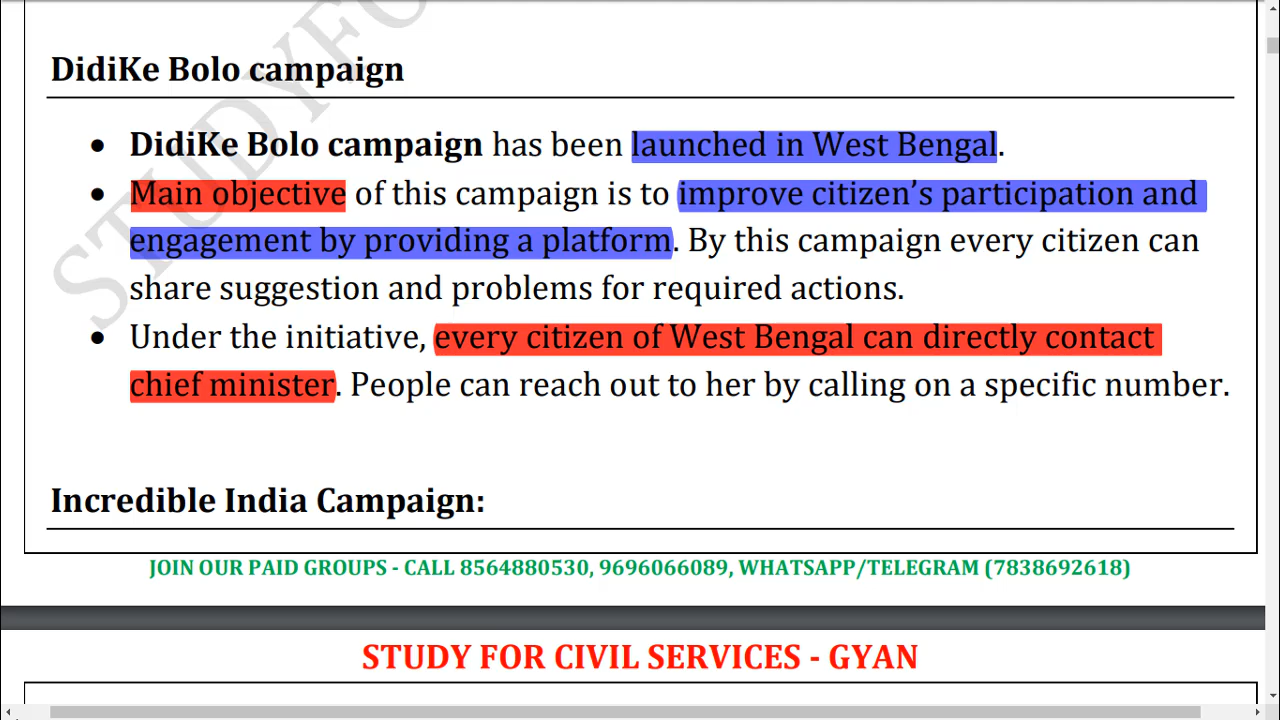 DidiKe Bolo campaign
• DidiKe Bolo campaign has been launched in West Bengal.
• Main objective of this campaign is to improve citizen’s participation and
engagement by providing a platform. By this campaign every citizen can
share suggestion and problems for required actions.
• Under the initiative, every citizen of West Bengal can directly contact
chief minister. People can reach out to her by calling on a specific number.
Incredible India Campaign:
JOIN OUR PAID GROUPS - CALL 8564880530, 9696066089, WHATSAPP/TELEGRAM (7838692618)
STUDY FOR CIVIL SERVICES - GYAN